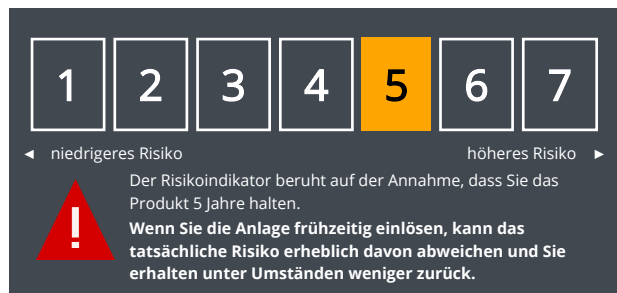 1 2 3 4 5 6 7
◄ niedrigeres Risiko höheres Risiko ►
Der Risikoindikator beruht auf der Annahme, dass Sie das
Produkt 5 Jahre halten.
Wenn Sie die Anlage frühzeitig einlösen, kann das
tatsächliche Risiko erheblich davon abweichen und Sie
erhalten unter Umständen weniger zurück.
!